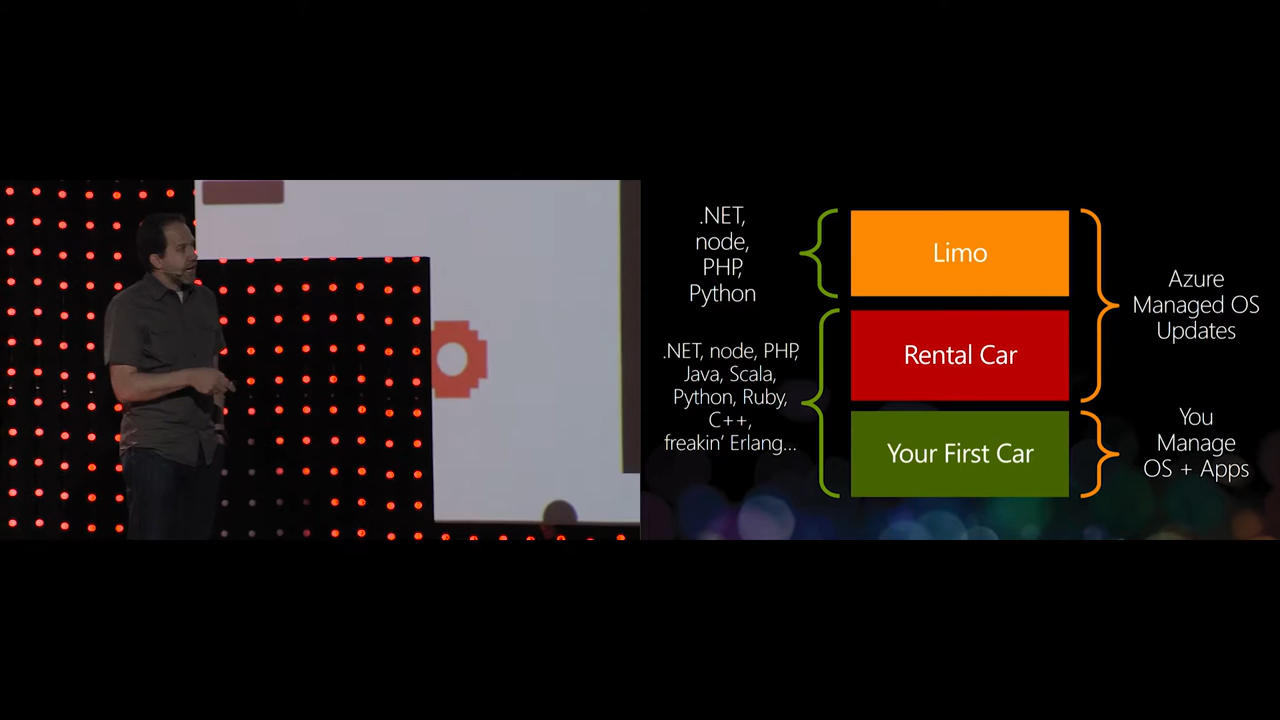 .NET,
node,
PHP,
Python
.NET, node, PHP,
Java, Scala,
Python, Ruby,
C++,
freakin’ Erlang...
Limo
Rental Car
Your First Car
Azure
Managed OS
Updates
You
Manage
OS + Apps